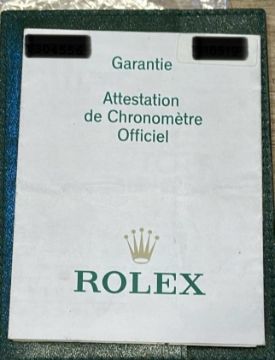 Garantie
Attestation
de Chronomètre
Officiel
ROLEX